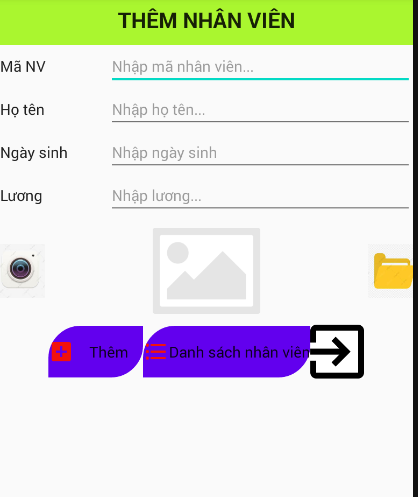 THÊM NHÂN VIÊN
Mã NV Nhập mã nhân viên...
Họ tên Nhập họ tên...
Ngày sinh Nhập ngày sinh
Lương Nhập lương...
Thêm Danh sách nhân viên